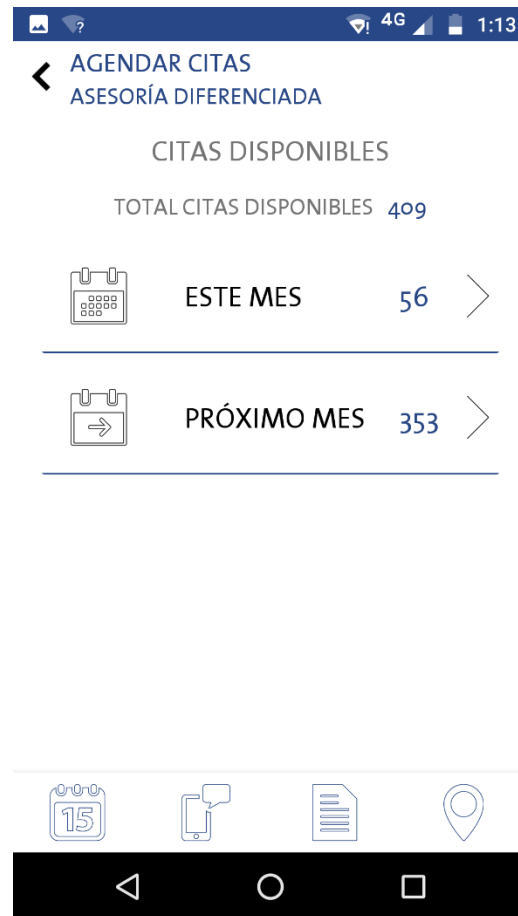 4G 1:13
AGENDAR CITAS
ASESORÍA DIFERENCIADA
CITAS DISPONIBLES
TOTAL CITAS DISPONIBLES 409
ESTE MES 56
PRÓXIMO MES 353
15